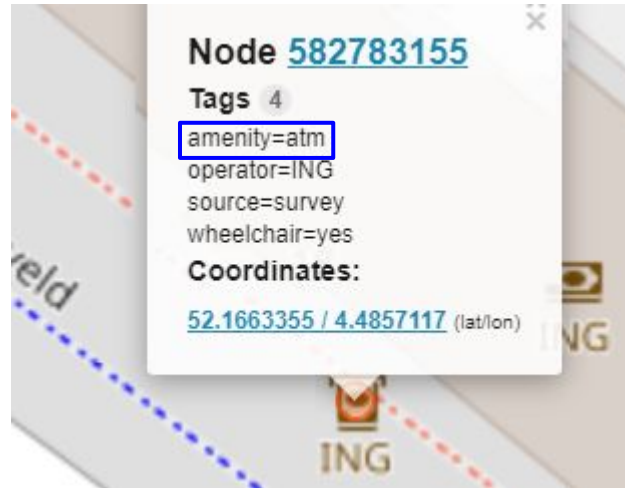 ×
Node 582783155
Tags 4
amenity=atm
operator=ING
source=survey
wheelchair=yes
Coordinates:
52.1663355 / 4.4857117 (lat/lon)
eld
NG
ING